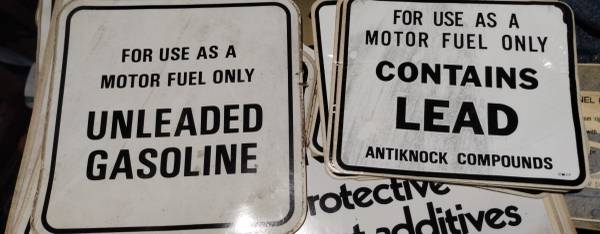 FOR USE AS A
MOTOR FUEL ONLY
UNLEADED
GASOLINE
FOR USE AS A
MOTOR FUEL ONLY
CONTAINS
LEAD
ANTIKNOCK COMPOUNDS
rotective
additives